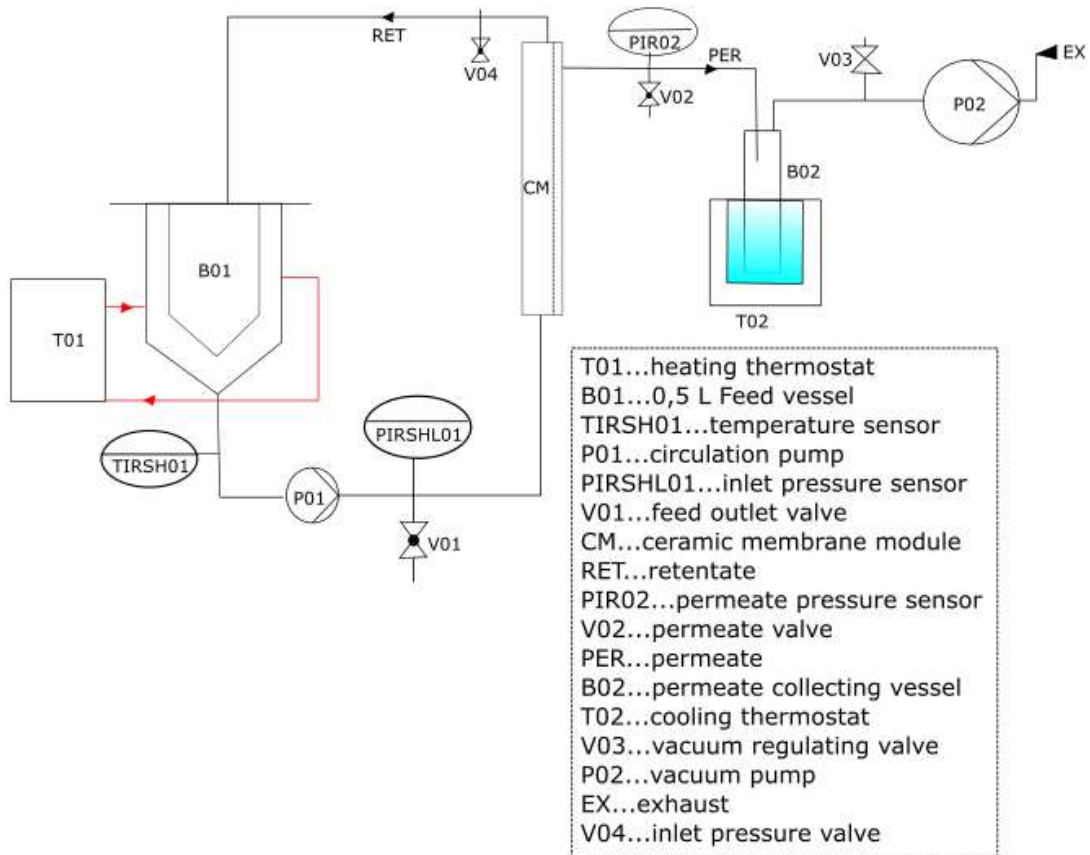 RET
V04
PIR02
PER
V02
V03
P02
EX
B02
CM
B01
T01
T02
TIRSH01
PIRSHL01
P01
V01
T01...heating thermostat
B01...0,5 L Feed vessel
TIRSH01...temperature sensor
P01...circulation pump
PIRSHL01...inlet pressure sensor
V01...feed outlet valve
CM...ceramic membrane module
RET...retentate
PIR02...permeate pressure sensor
V02...permeate valve
PER...permeate
B02...permeate collecting vessel
T02...cooling thermostat
V03...vacuum regulating valve
P02...vacuum pump
EX...exhaust
V04...inlet pressure valve